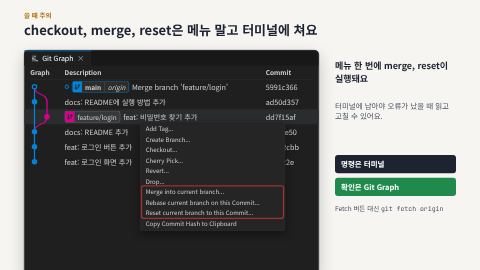 쓸 때 주의
checkout, merge, reset은 메뉴 말고 터미널에 쳐요
Git Graph ×
Graph Description Commit
main origin Merge branch 'feature/login' 5991c366
docs: README에 실행 방법 추가 ad50d357
feature/login feat: 비밀번호 찾기 추가 dd7f15af
docs: README 추가 e50
feat: 로그인 버튼 추가 2cbb
feat: 로그인 화면 추가 2e
Add Tag...
Create Branch...
Checkout...
Cherry Pick...
Revert...
Drop...
Merge into current branch...
Rebase current branch on this Commit...
Reset current branch to this Commit...
Copy Commit Hash to Clipboard
메뉴 한 번에 merge, reset이
실행돼요
터미널에 남아야 오류가 났을 때 읽고
고칠 수 있어요.
명령은 터미널
확인은 Git Graph
Fetch 버튼 대신 git fetch origin